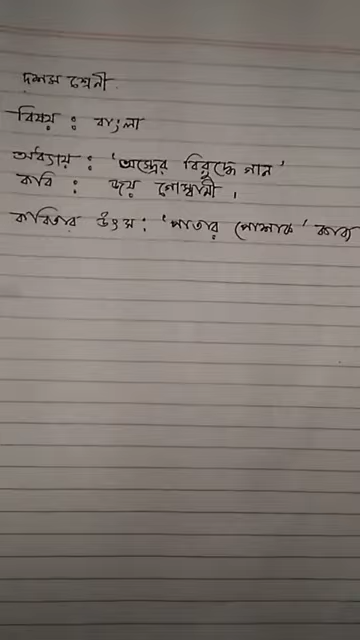 দশম শ্রেনী
বিষয় : বাংলা
অধ্যায় : 'অস্ত্রের বিরুদ্ধে গান'
কবি : জয় গোস্বামী ।
কবিতার উৎস : 'পাতার পোশাক' কাব্য